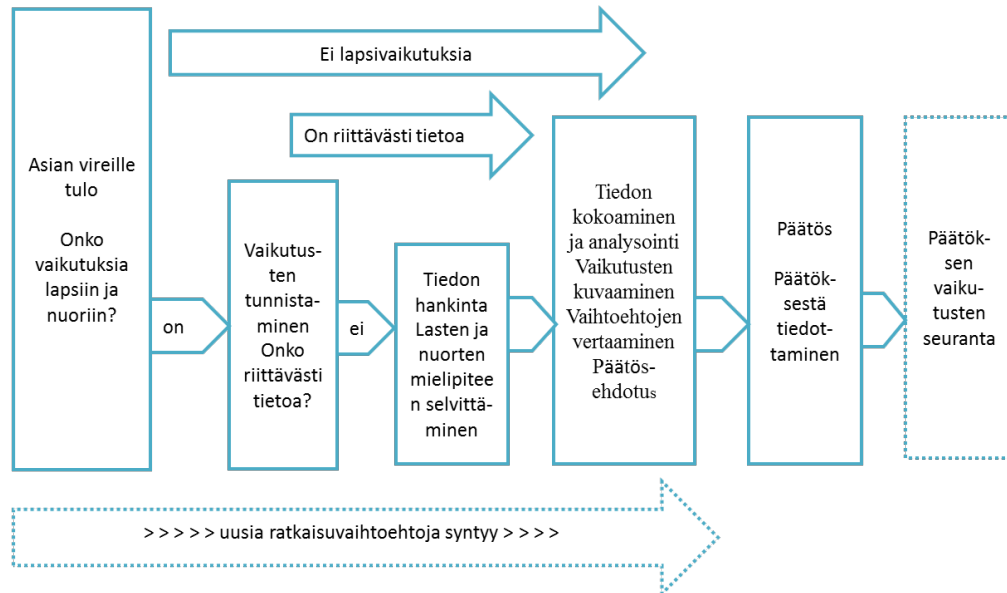 Ei lapsivaikutuksia
On riittävästi tietoa
Asian vireille
tulo
Onko
vaikutuksia
lapsiin ja
nuoriin?
on
Vaikutus-
ten
tunnista-
minen
Onko
riittävästi
tietoa?
ei
Tiedon
hankinta
Lasten ja
nuorten
mielipitee
n selvittä-
minen
Tiedon
kokoaminen
ja analysointi
Vaikutusten
kuvaaminen
Vaihtoehtojen
vertaaminen
Päätös-
ehdotus
Päätös
Päätök-
sestä
tiedot-
taminen
Päätök-
sen
vaiku-
tusten
seuranta
> > > > > uusia ratkaisuvaihtoehtoja syntyy > > > >